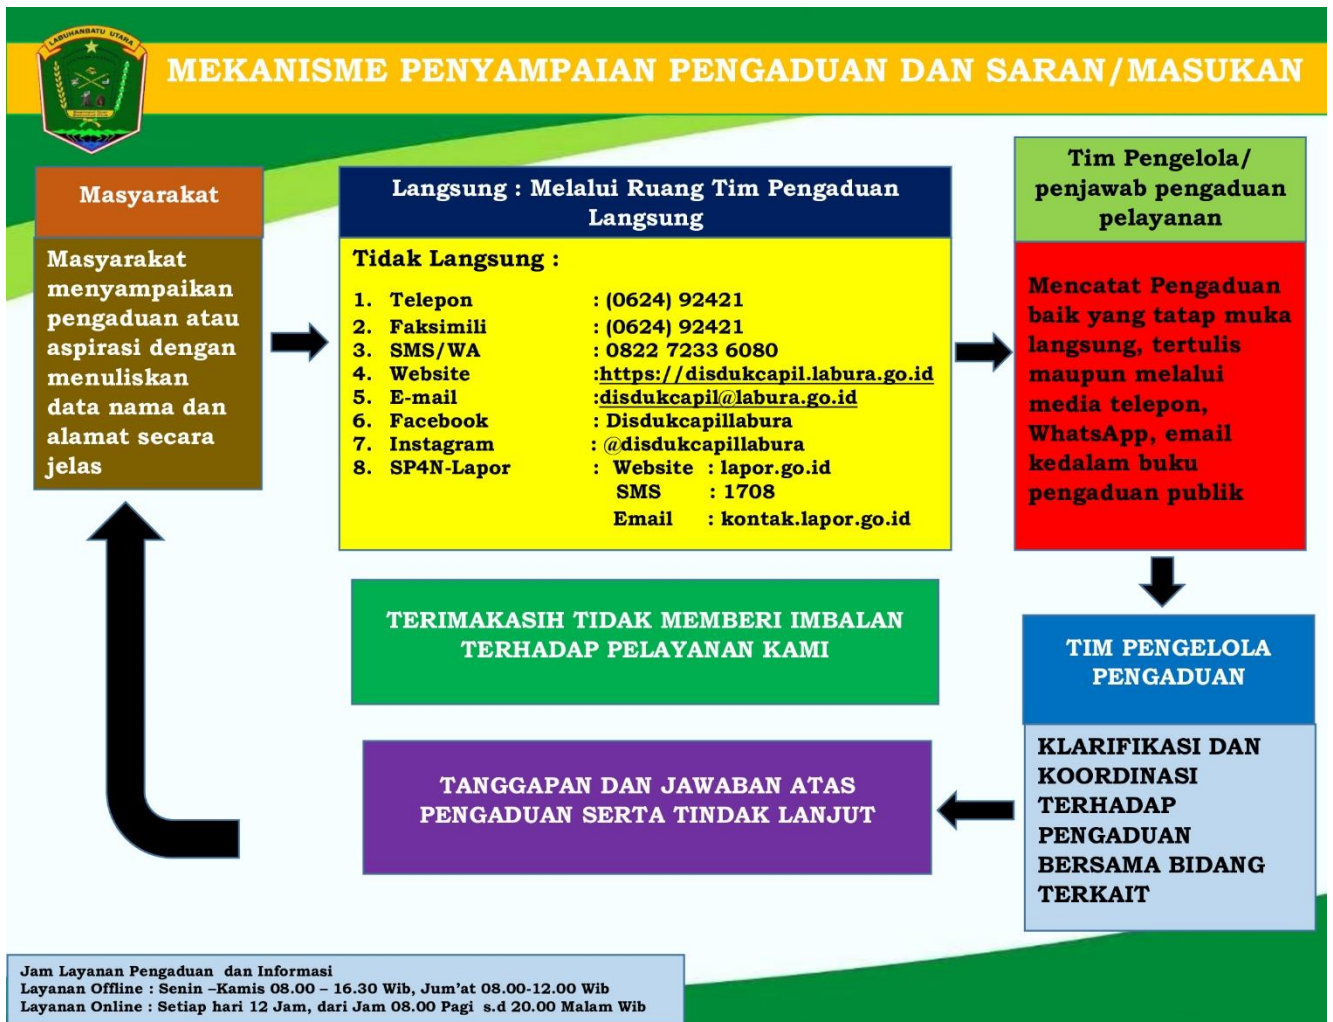 LABUHANBATU UTARA
MEKANISME PENYAMPAIAN PENGADUAN DAN SARAN/MASUKAN
Masyarakat
Masyarakat
menyampaikan
pengaduan atau
aspirasi dengan
menuliskan
data nama dan
alamat secara
jelas
Langsung : Melalui Ruang Tim Pengaduan
Langsung
Tidak Langsung :
1. Telepon : (0624) 92421
2. Faksimili : (0624) 92421
3. SMS/WA : 0822 7233 6080
4. Website :https://disdukcapil.labura.go.id
5. E-mail :disdukcapil@labura.go.id
6. Facebook : Disdukcapillabura
7. Instagram : @disdukcapillabura
8. SP4N-Lapor : Website : lapor.go.id
SMS : 1708
Email : kontak.lapor.go.id
Tim Pengelola/
penjawab pengaduan
pelayanan
Mencatat Pengaduan
baik yang tatap muka
langsung, tertulis
maupun melalui
media telepon,
WhatsApp, email
kedalam buku
pengaduan publik
TIM PENGELOLA
PENGADUAN
KLARIFIKASI DAN
KOORDINASI
TERHADAP
PENGADUAN
BERSAMA BIDANG
TERKAIT
TERIMAKASIH TIDAK MEMBERI IMBALAN
TERHADAP PELAYANAN KAMI
TANGGAPAN DAN JAWABAN ATAS
PENGADUAN SERTA TINDAK LANJUT
Jam Layanan Pengaduan dan Informasi
Layanan Offline : Senin –Kamis 08.00 – 16.30 Wib, Jum'at 08.00-12.00 Wib
Layanan Online : Setiap hari 12 Jam, dari Jam 08.00 Pagi s.d 20.00 Malam Wib